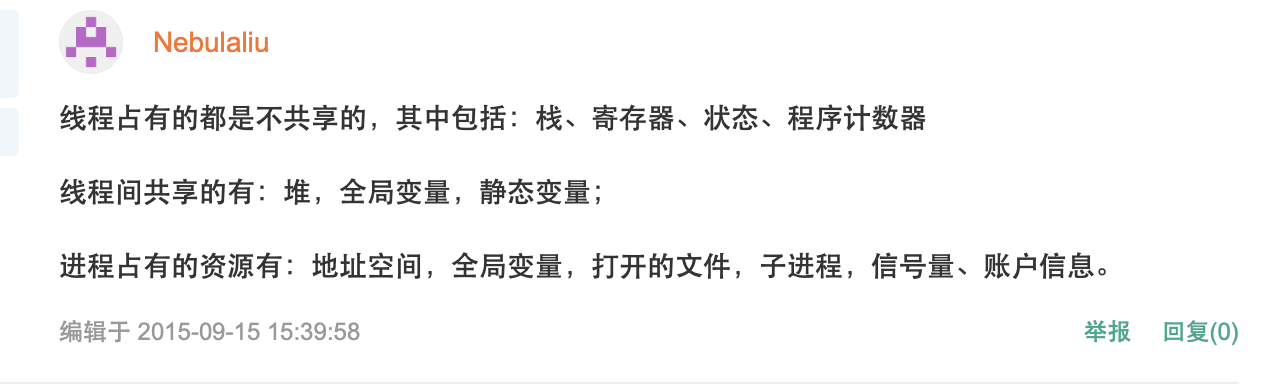 Nebulaliu
线程占有的都是不共享的，其中包括：栈、寄存器、状态、程序计数器
线程间共享的有：堆，全局变量，静态变量；
进程占有的资源有：地址空间，全局变量，打开的文件，子进程，信号量、账户信息。
编辑于 2015-09-15 15:39:58 举报 回复(0)